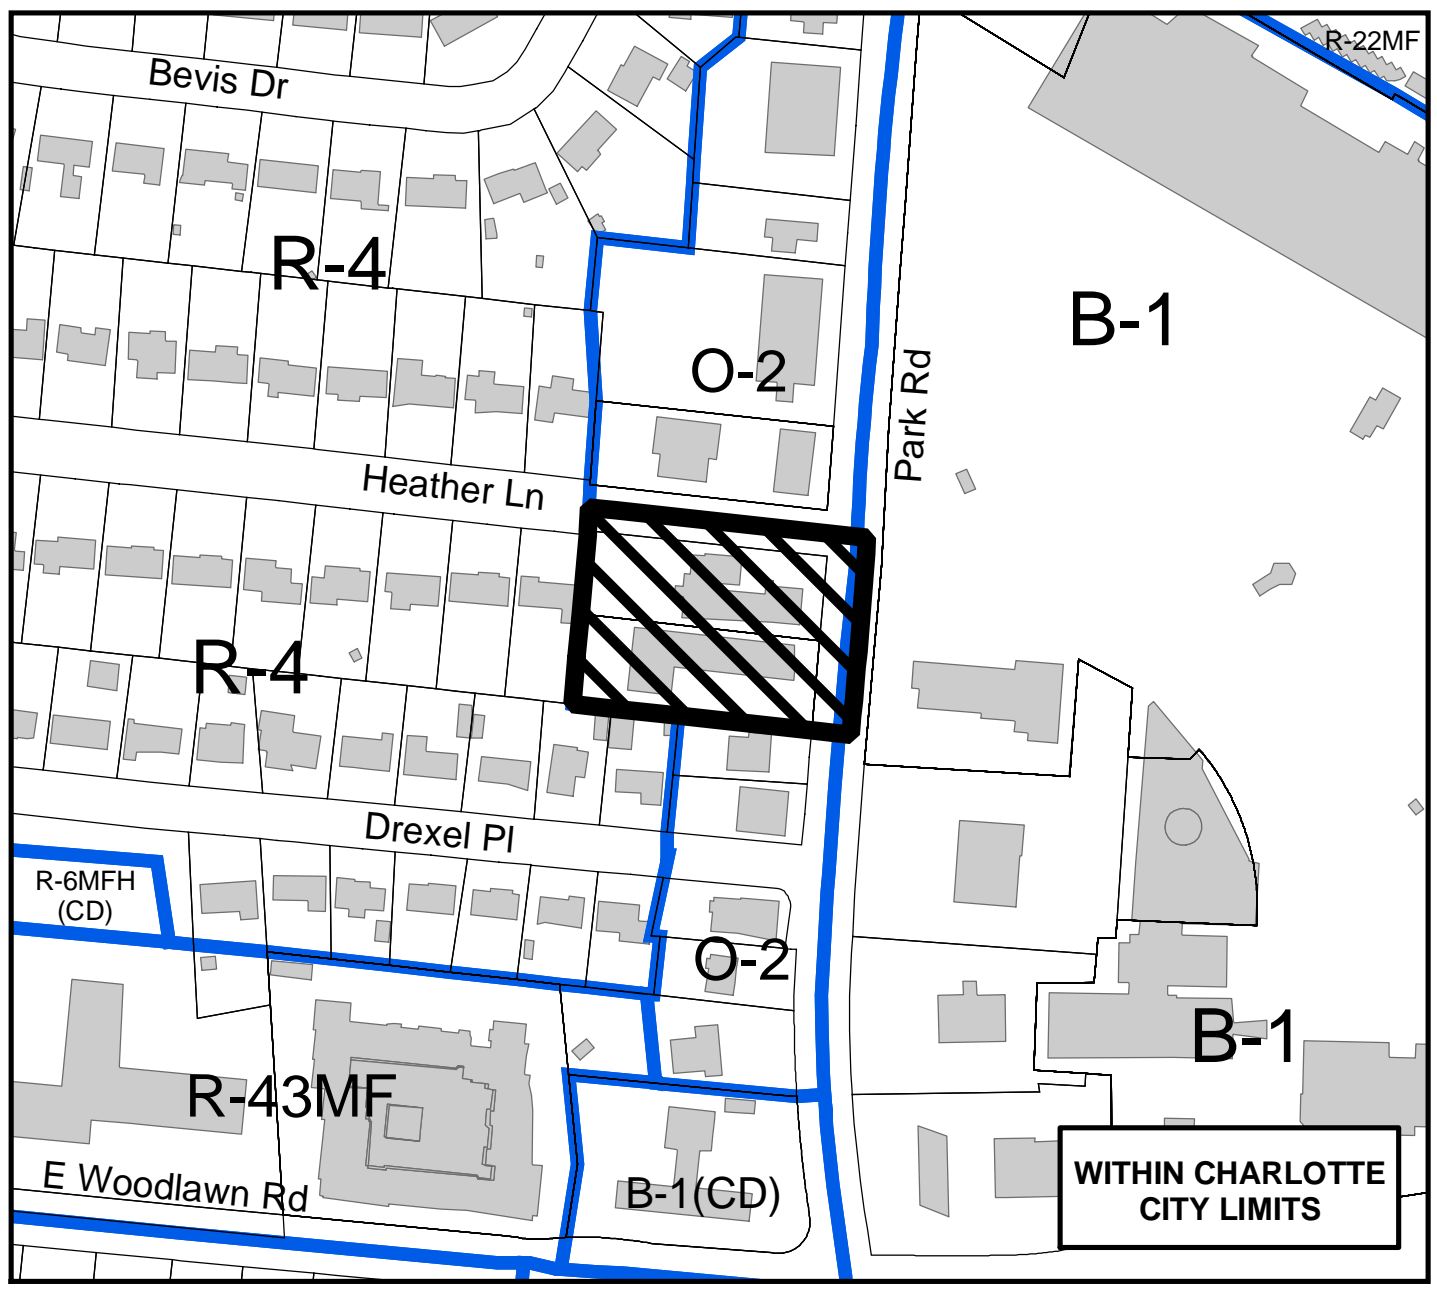 R-22MF
Bevis Dr
R-4
B-1
O-2
Park Rd
Heather Ln
R-4
Drexel Pl
R-6MFH
(CD)
O-2
B-1
R-43MF
E Woodlawn Rd
B-1(CD)
WITHIN CHARLOTTE
CITY LIMITS